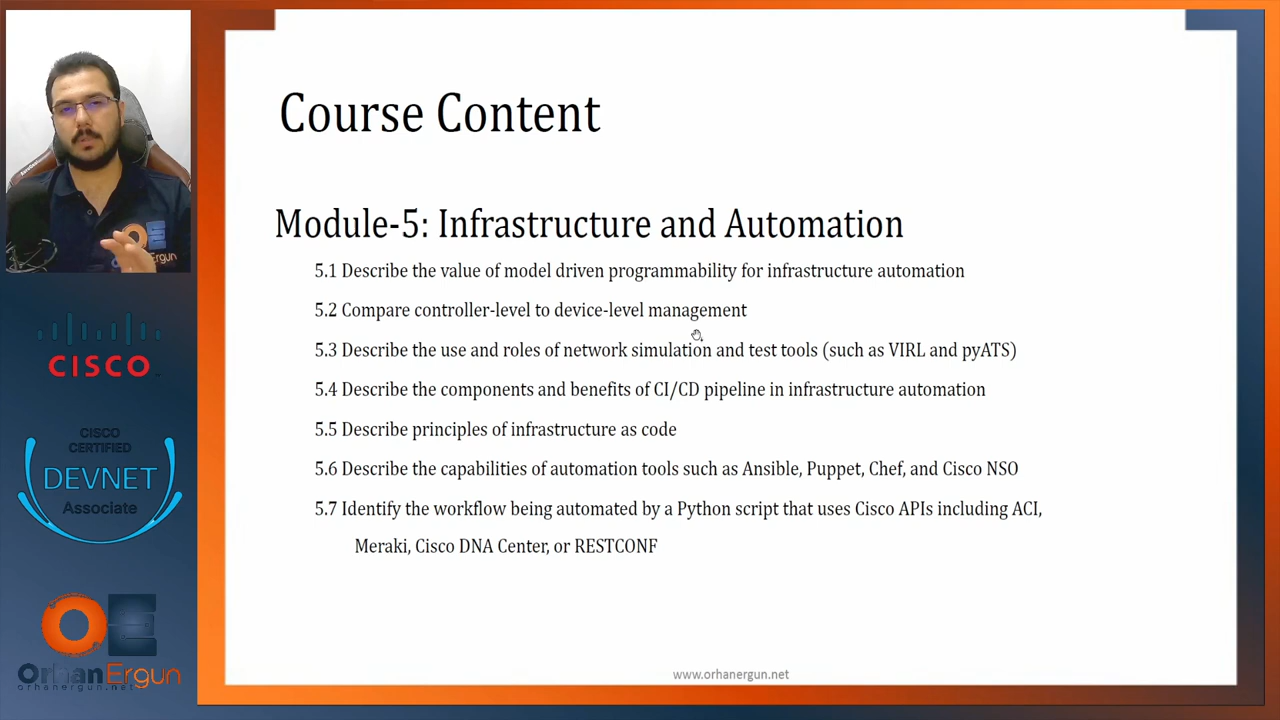 Course Content
Module-5: Infrastructure and Automation
5.1 Describe the value of model driven programmability for infrastructure automation
5.2 Compare controller-level to device-level management
5.3 Describe the use and roles of network simulation and test tools (such as VIRL and pyATS)
5.4 Describe the components and benefits of CI/CD pipeline in infrastructure automation
5.5 Describe principles of infrastructure as code
5.6 Describe the capabilities of automation tools such as Ansible, Puppet, Chef, and Cisco NSO
5.7 Identify the workflow being automated by a Python script that uses Cisco APIs including ACI,
Meraki, Cisco DNA Center, or RESTCONF
www.orhanergun.net
CISCO
CISCO
CERTIFIED
DEVNET
Associate
OE
OrhanErgun
orhanergun.net